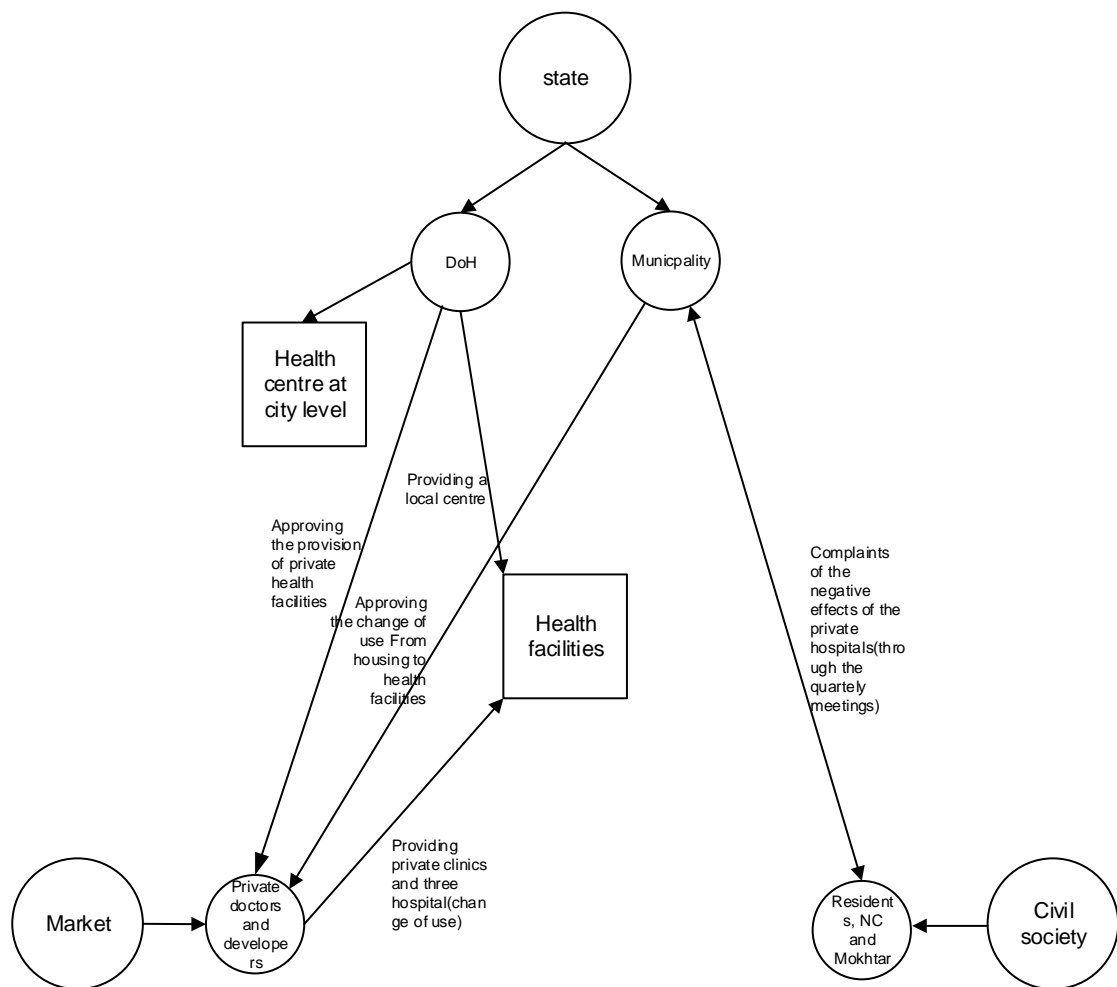 state
DoH
Municpality
Health
centre at
city level
Providing a
local centre
Approving
the provision
of private
health
facilities
Approving
the change of
use From
housing to
health
facilities
Health
facilities
Complaints
of the
negative
effects of the
private
hospitals(thro
ugh the
quartely
meetings)
Providing
private clinics
and three
hospital(chan
ge of use)
Market
Private
doctors
and
develope
rs
Resident
s, NC
and
Mokhtar
Civil
society